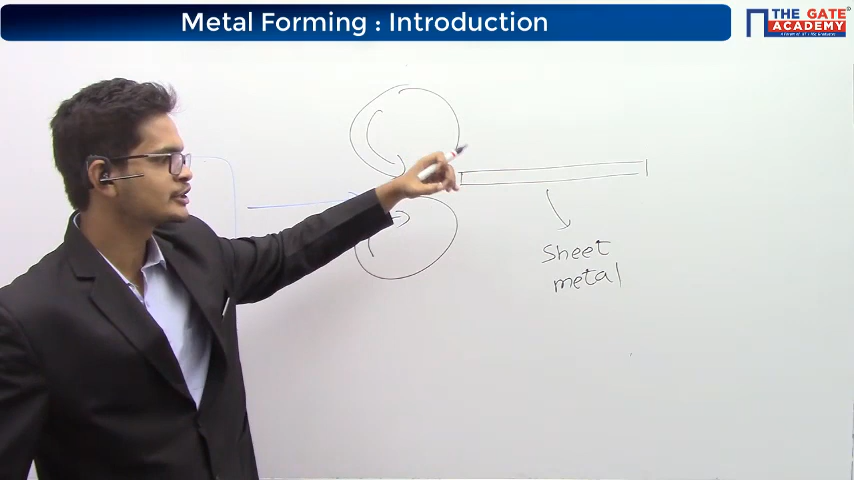 Metal Forming : Introduction
THE GATE
ACADEMY
Sheet
metal